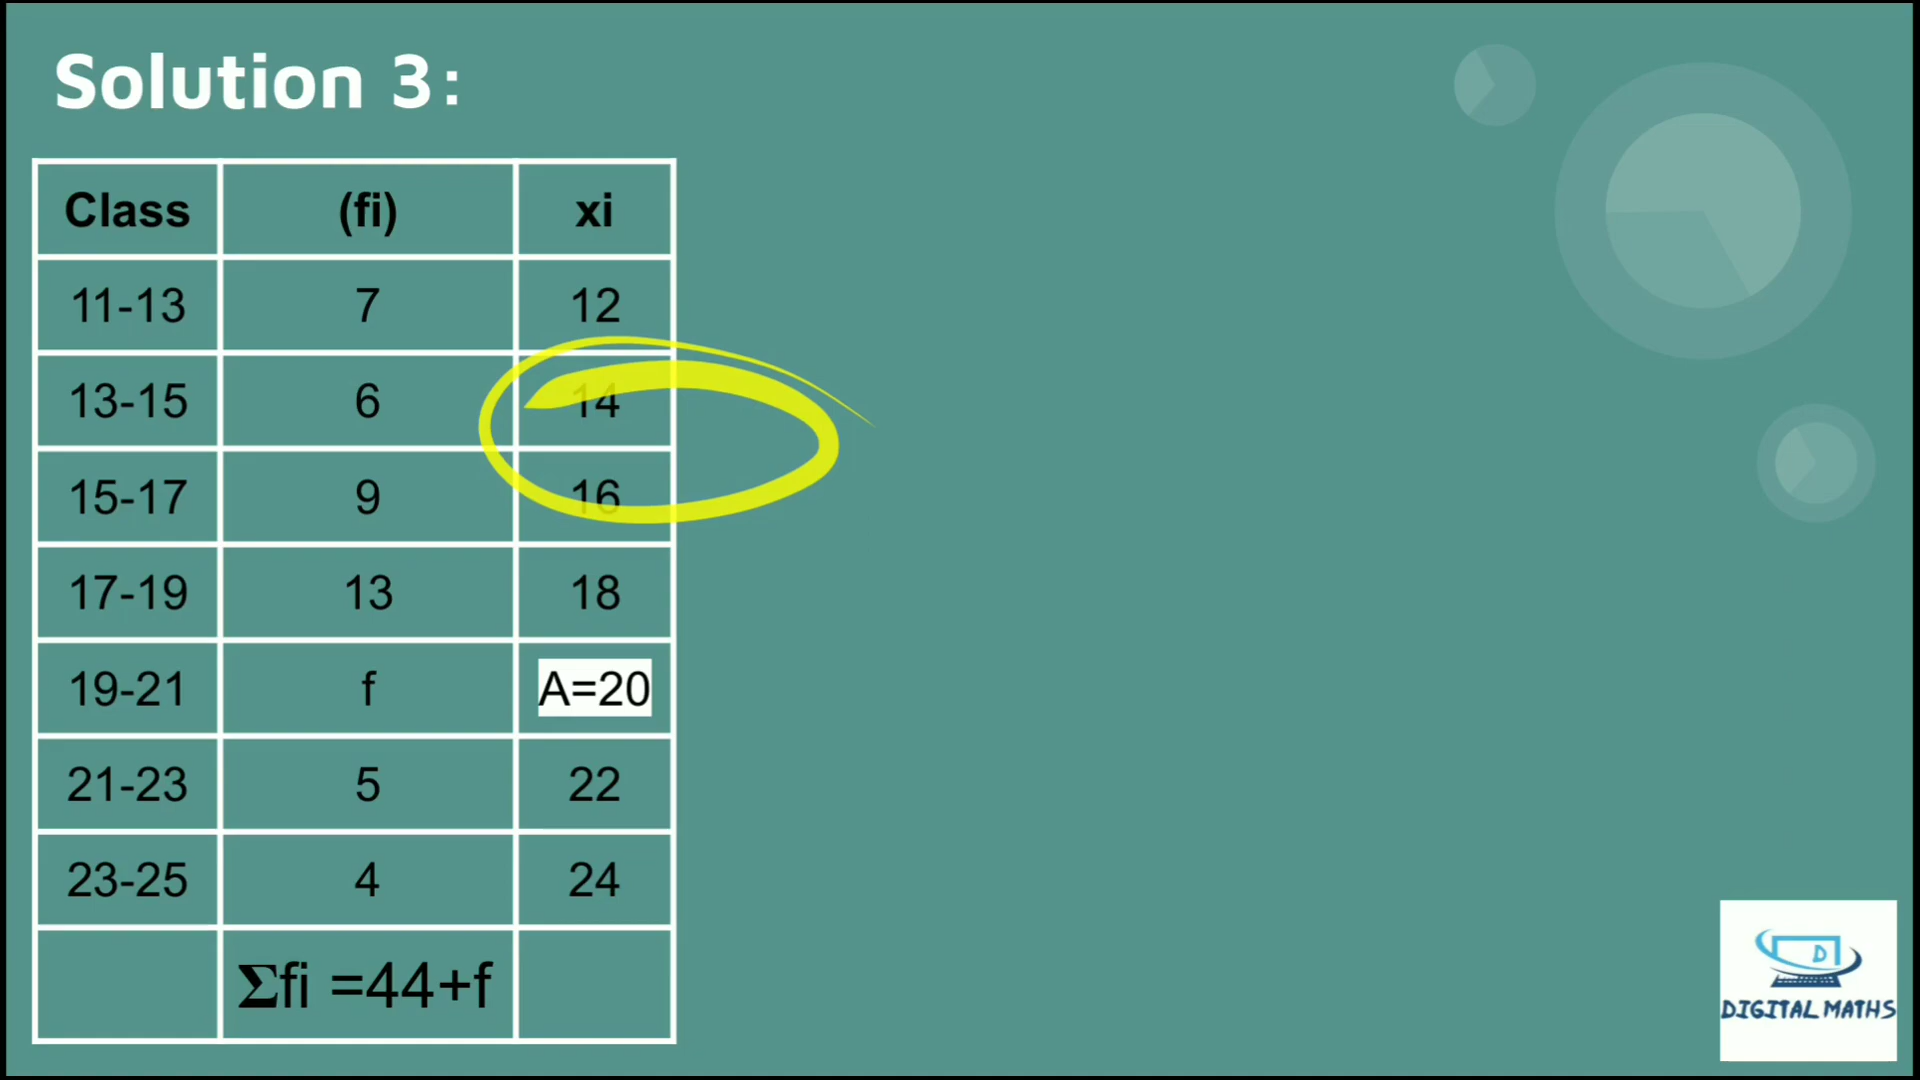 Solution 3:
Class (fi) xi
11-13 7 12
13-15 6 14
15-17 9 16
17-19 13 18
19-21 f A=20
21-23 5 22
23-25 4 24
Σfi =44+f
D
DIGITAL MATHS